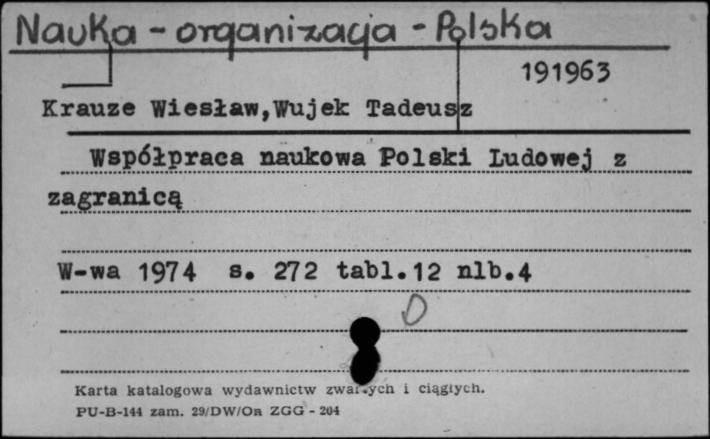 Nauka - organizacja - Polska
191963
Krauze Wiesław,Wujek Tadeusz
Współpraca naukowa Polski Ludowej z
zagranicą
W-wa 1974 s. 272 tabl.12 nlb.4
Karta katalogowa wydawnictw zwartych i ciągłych.
PU-B-144 zam. 29/DW/Oa ZGG - 204